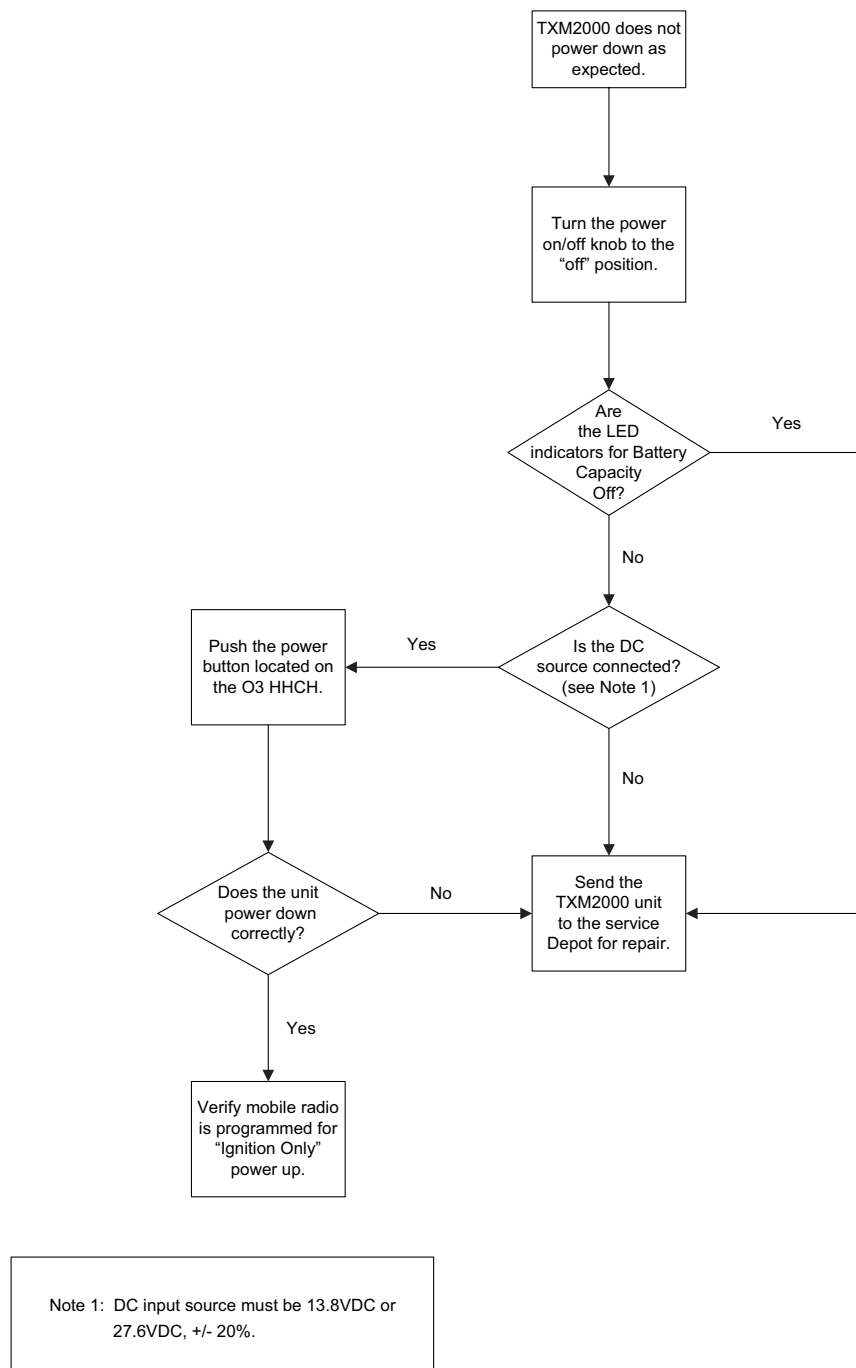 TXM2000 does not
power down as
expected.
Turn the power
on/off knob to the
“off” position.
Are
the LED
indicators for Battery
Capacity
Off?
Yes
No
Is the DC
source connected?
(see Note 1)
Yes
Push the power
button located on
the O3 HHCH.
No
Does the unit
power down
correctly?
No
Send the
TXM2000 unit
to the service
Depot for repair.
Yes
Verify mobile radio
is programmed for
“Ignition Only”
power up.
Note 1: DC input source must be 13.8VDC or
27.6VDC, +/- 20%.